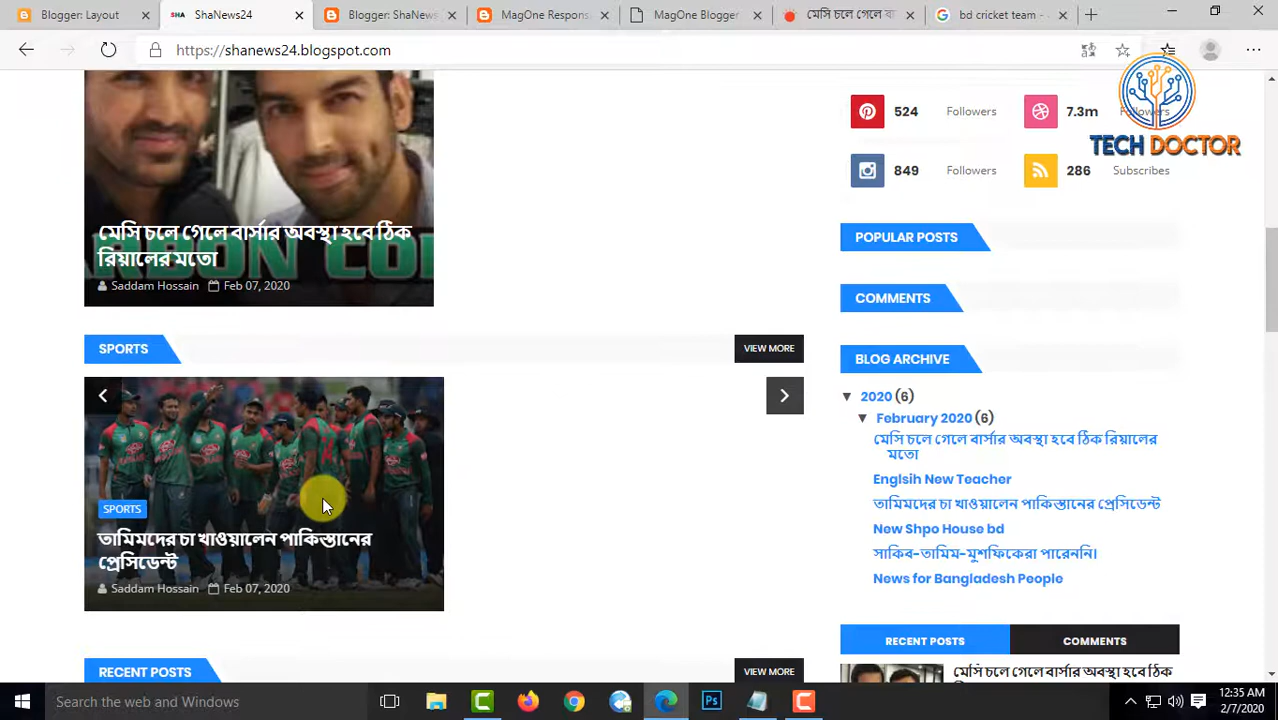 Blogger: Layout
SHA ShaNews24
Blogger: ShaNews
MagOne Respons
MagOne Blogger
মেসি চলে গেলে বা
bd cricket team -
https://shanews24.blogspot.com
TECH DOCTOR
524 Followers
7.3m Followers
849 Followers
286 Subscribes
মেসি চলে গেলে বার্সার অবস্থা হবে ঠিক
রিয়ালের মতো
Saddam Hossain Feb 07, 2020
SPORTS
VIEW MORE
SPORTS
তামিমদের চা খাওয়ালেন পাকিস্তানের
প্রেসিডেন্ট
Saddam Hossain Feb 07, 2020
RECENT POSTS
VIEW MORE
POPULAR POSTS
COMMENTS
BLOG ARCHIVE
▼ 2020 (6)
▼ February 2020 (6)
মেসি চলে গেলে বার্সার অবস্থা হবে ঠিক রিয়ালের
মতো
Englsih New Teacher
তামিমদের চা খাওয়ালেন পাকিস্তানের প্রেসিডেন্ট
New Shpo House bd
সাকিব-তামিম-মুশফিকেরা পারেননি।
News for Bangladesh People
RECENT POSTS
COMMENTS
মেসি চলে গেলে বার্সার অবস্থা হবে ঠিক
Search the web and Windows
12:35 AM
2/7/2020